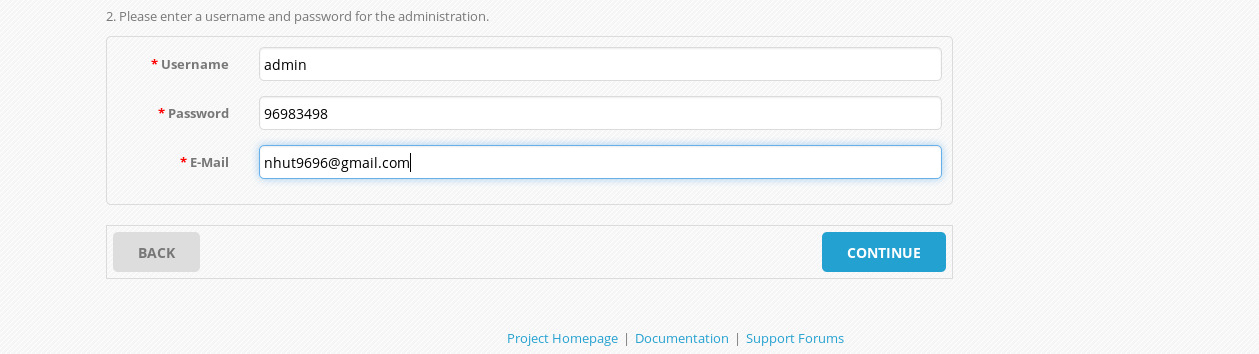 2. Please enter a username and password for the administration.
* Username admin
* Password 96983498
* E-Mail nhut9696@gmail.com
BACK CONTINUE
Project Homepage | Documentation | Support Forums